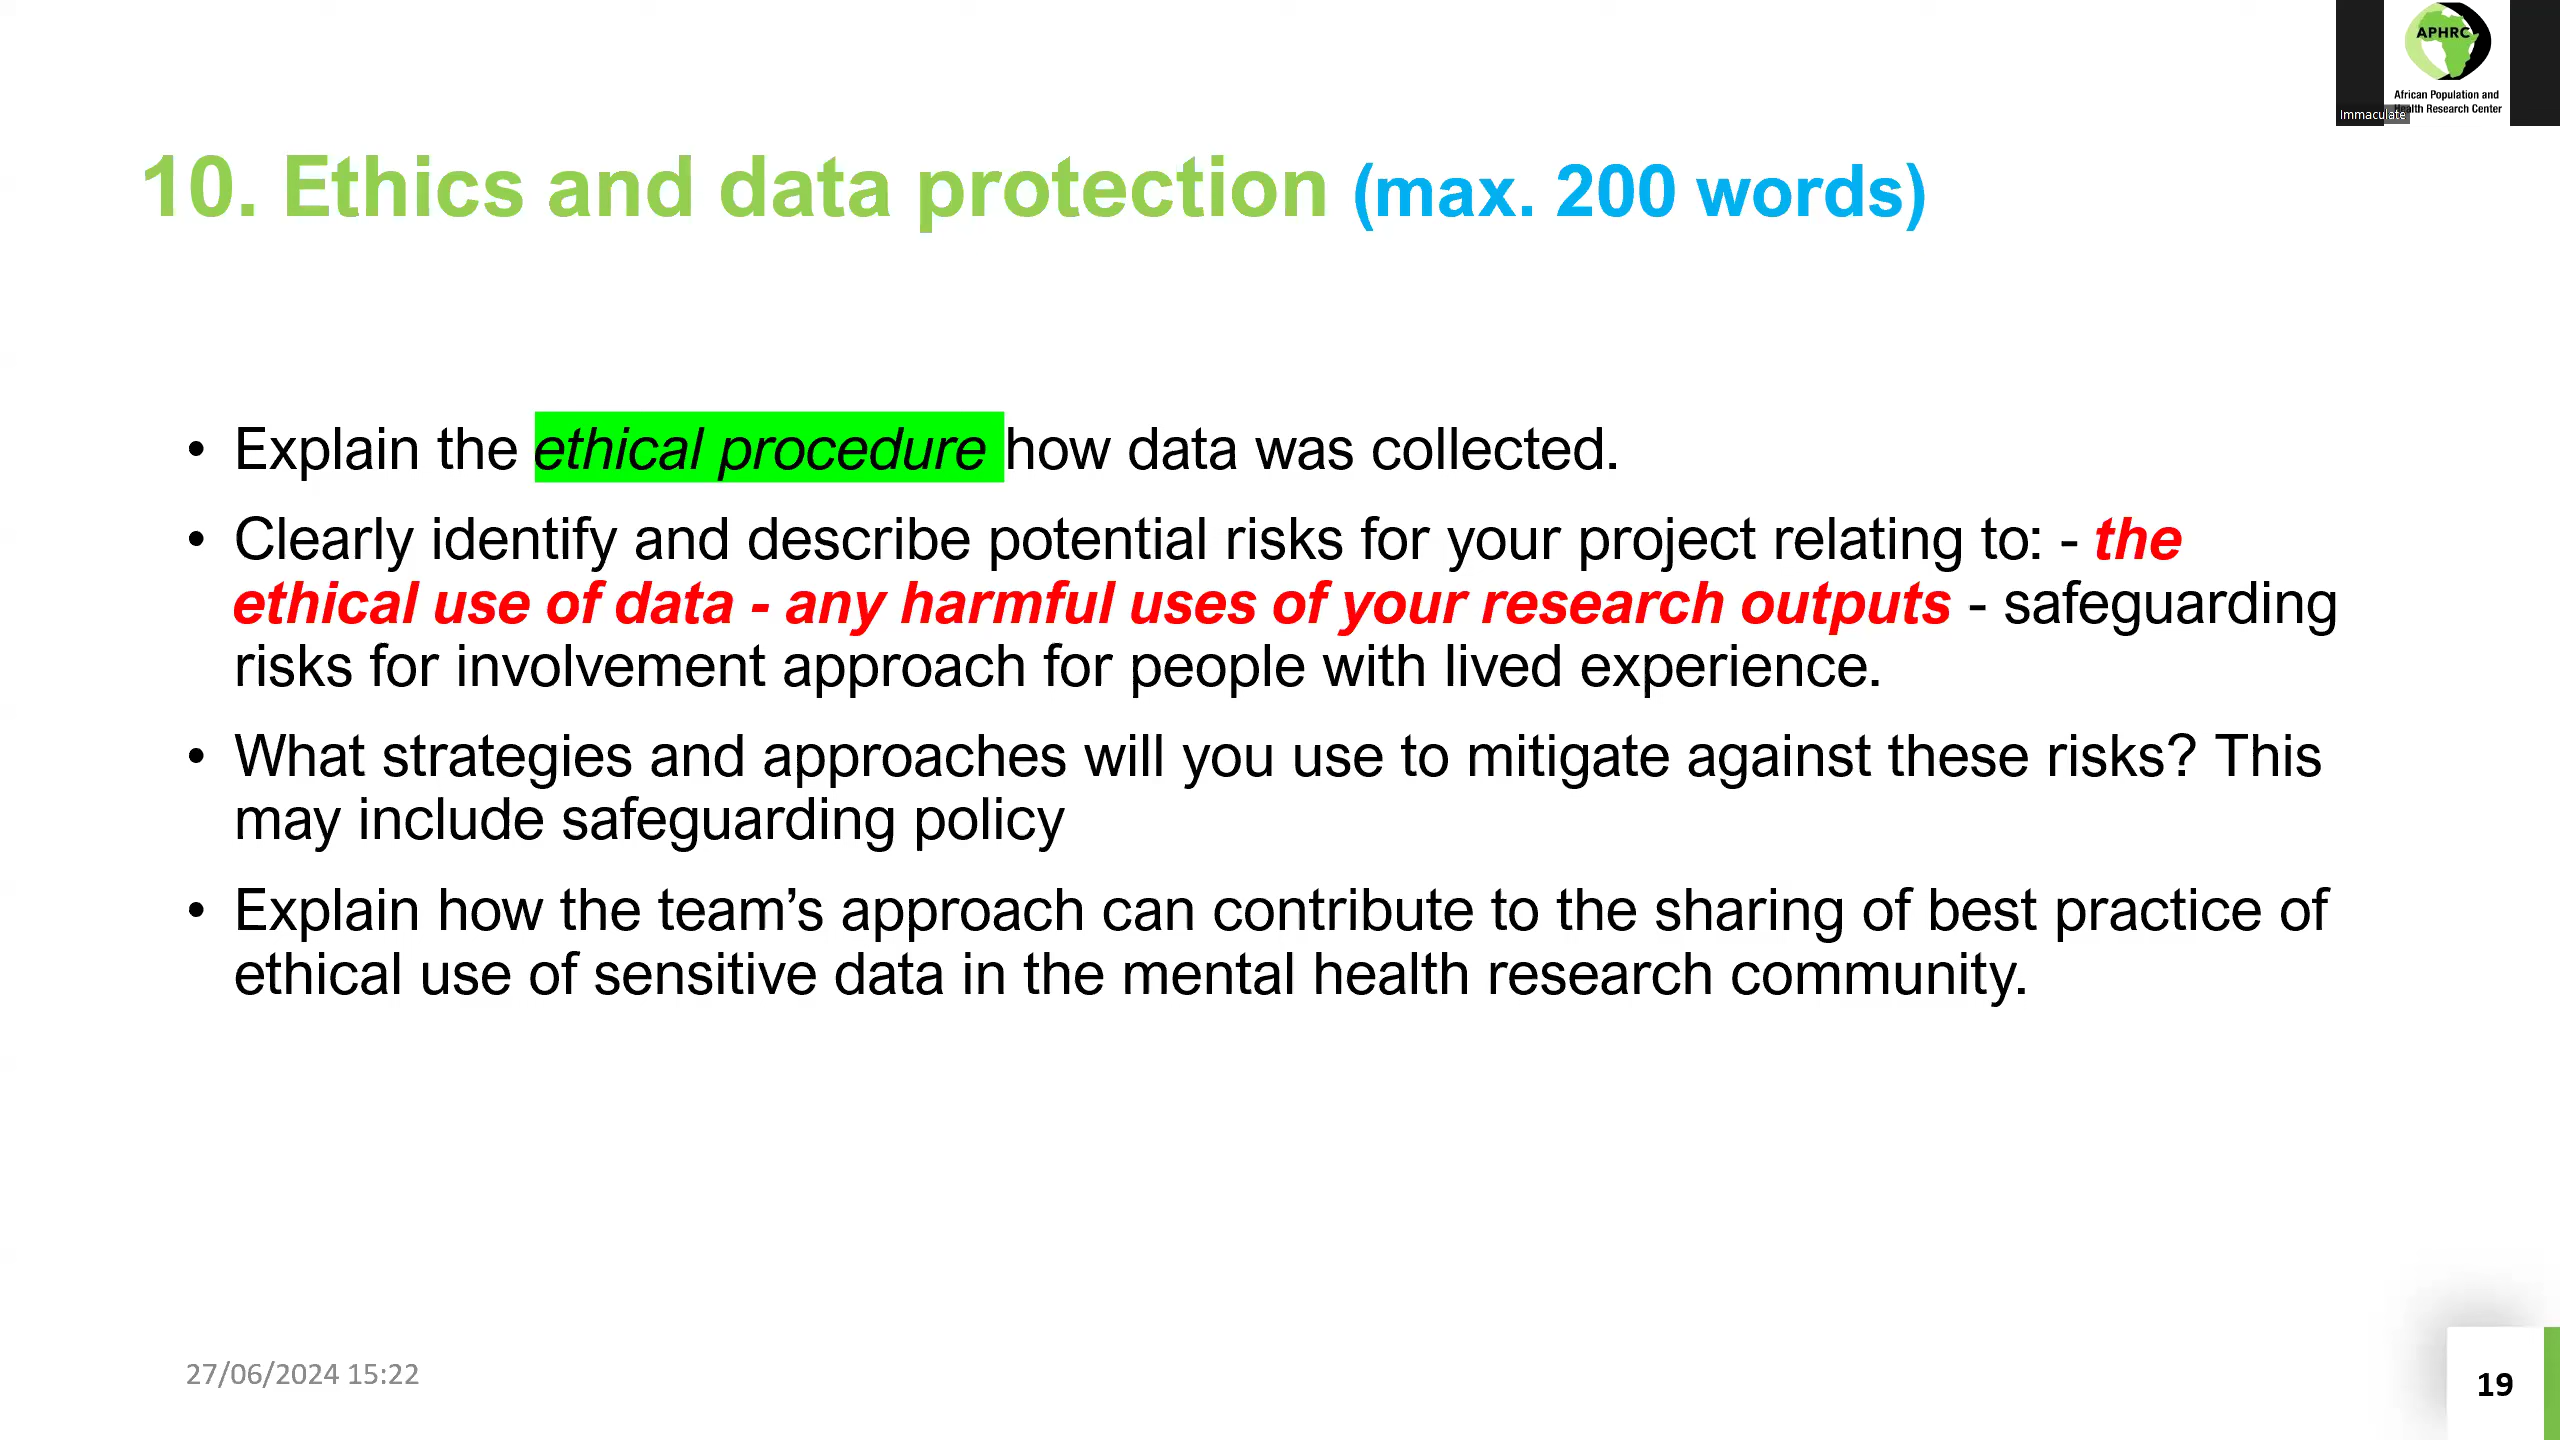 APHRC
African Population and
Health Research Center
Immaculate
10. Ethics and data protection (max. 200 words)
• Explain the ethical procedure how data was collected.
• Clearly identify and describe potential risks for your project relating to: - the
ethical use of data - any harmful uses of your research outputs - safeguarding
risks for involvement approach for people with lived experience.
• What strategies and approaches will you use to mitigate against these risks? This
may include safeguarding policy
• Explain how the team’s approach can contribute to the sharing of best practice of
ethical use of sensitive data in the mental health research community.
27/06/2024 15:22
19